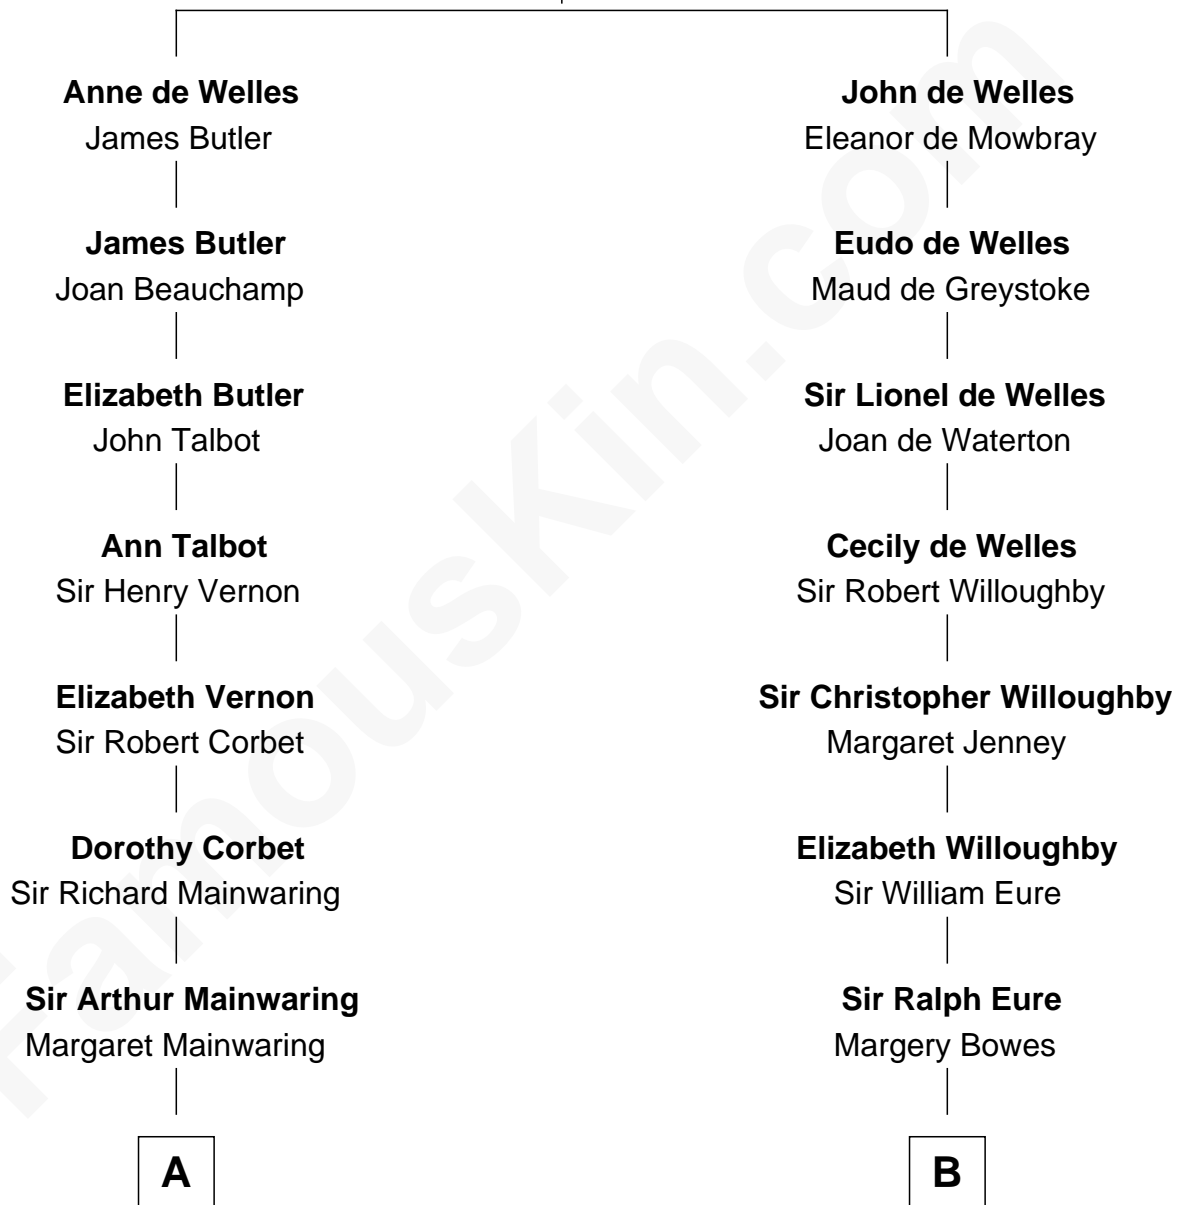 Anne de Welles
James Butler
James Butler
Joan Beauchamp
Elizabeth Butler
John Talbot
Ann Talbot
Sir Henry Vernon
Elizabeth Vernon
Sir Robert Corbet
Dorothy Corbet
Sir Richard Mainwaring
Sir Arthur Mainwaring
Margaret Mainwaring
A
John de Welles
Eleanor de Mowbray
Eudo de Welles
Maud de Greystoke
Sir Lionel de Welles
Joan de Waterton
Cecily de Welles
Sir Robert Willoughby
Sir Christopher Willoughby
Margaret Jenney
Elizabeth Willoughby
Sir William Eure
Sir Ralph Eure
Margery Bowes
B
FamousKin.com